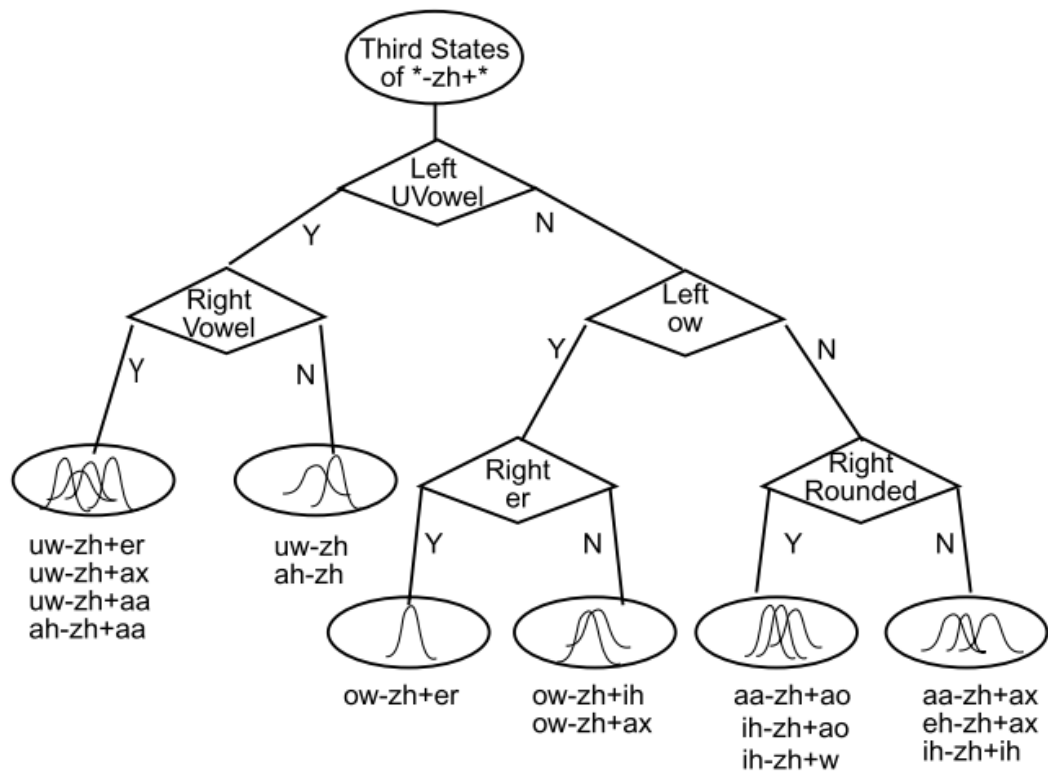 Third States
of *-zh+*
Left
UVowel
Y
N
Right
Vowel
Left
ow
Y
N
Y
N
Right
er
Right
Rounded
uw-zh+er
uw-zh+ax
uw-zh+aa
ah-zh+aa
uw-zh
ah-zh
Y
N
Y
N
ow-zh+er
ow-zh+ih
ow-zh+ax
aa-zh+ao
ih-zh+ao
ih-zh+w
aa-zh+ax
eh-zh+ax
ih-zh+ih